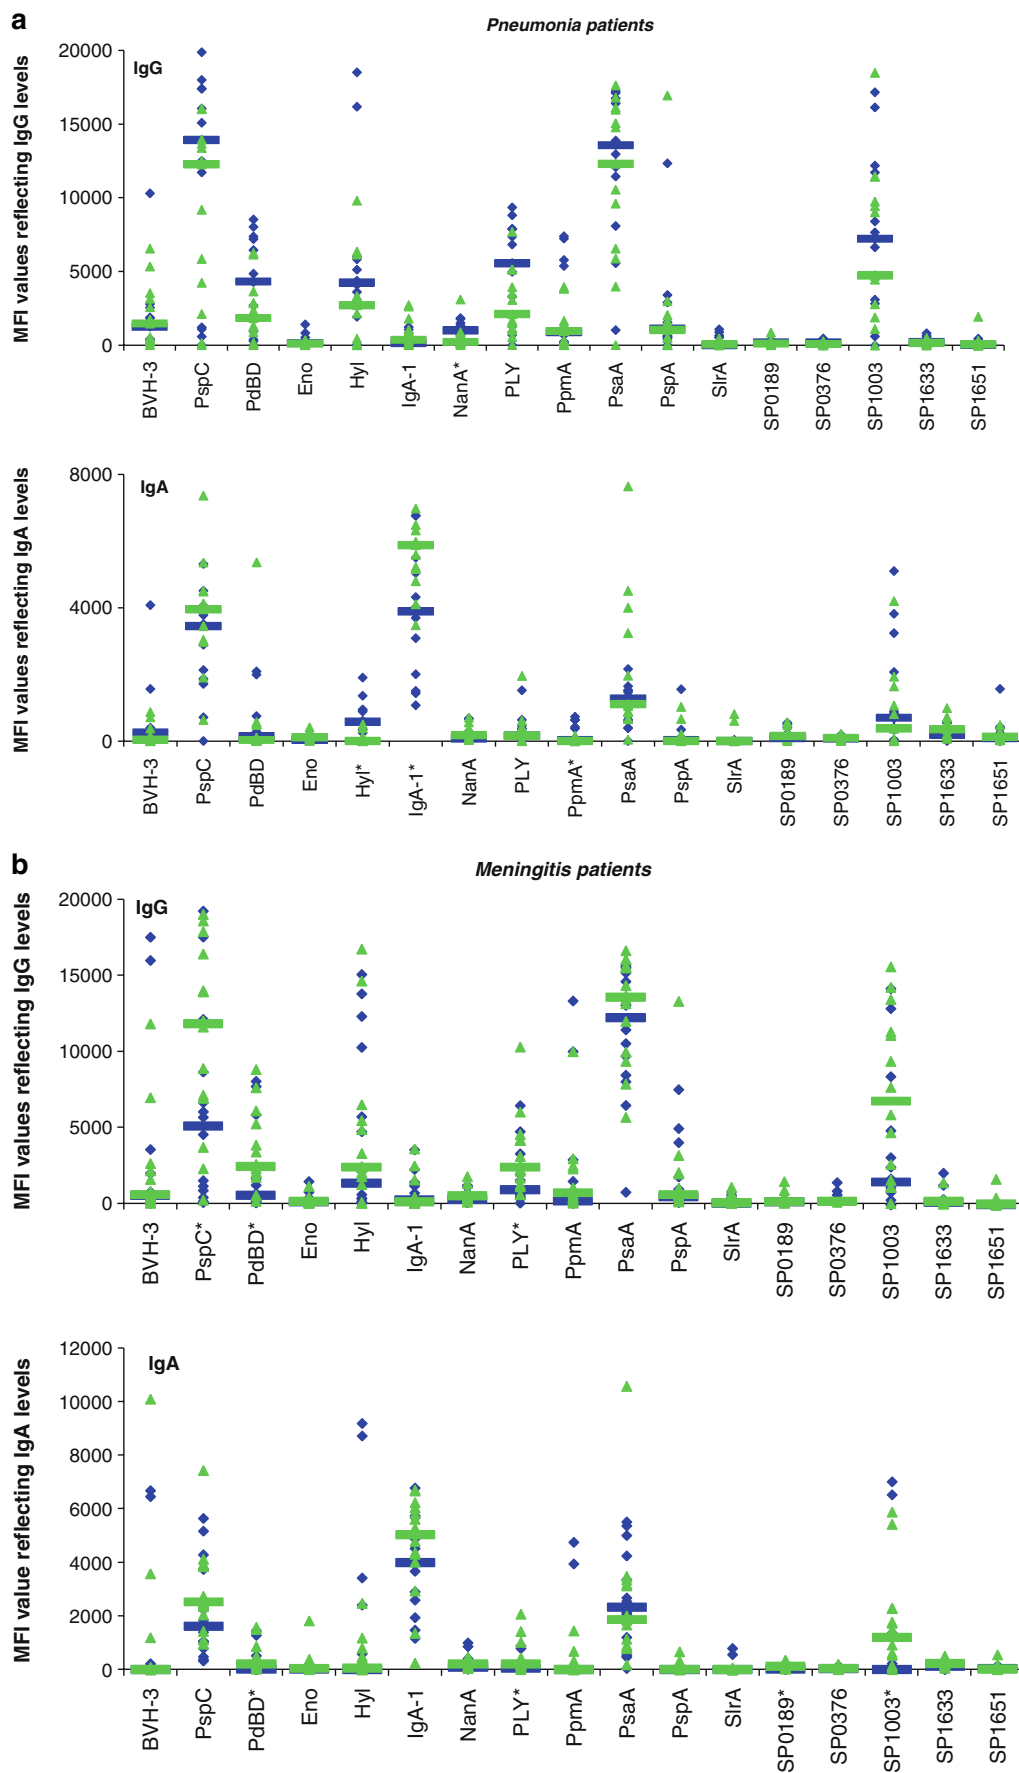 a
Pneumonia patients
MFI values reflecting IgG levels
IgG
20000
15000
10000
5000
0
BVH-3 PspC PdBD Eno Hyl IgA-1 NanA* PLY PpmA PsaA PspA SlrA SP0189 SP0376 SP1003 SP1633 SP1651
MFI values reflecting IgA levels
IgA
8000
4000
0
BVH-3 PspC PdBD Eno Hyl* IgA-1* NanA PLY PpmA* PsaA PspA SlrA SP0189 SP0376 SP1003 SP1633 SP1651
b
Meningitis patients
MFI values reflecting IgG levels
IgG
20000
15000
10000
5000
0
BVH-3 PspC* PdBD* Eno Hyl IgA-1 NanA PLY* PpmA PsaA PspA SlrA SP0189 SP0376 SP1003 SP1633 SP1651
MFI value reflecting IgA levels
IgA
12000
10000
8000
6000
4000
2000
0
BVH-3 PspC PdBD* Eno Hyl IgA-1 NanA PLY* PpmA PsaA PspA SlrA SP0189* SP0376 SP1003* SP1633 SP1651